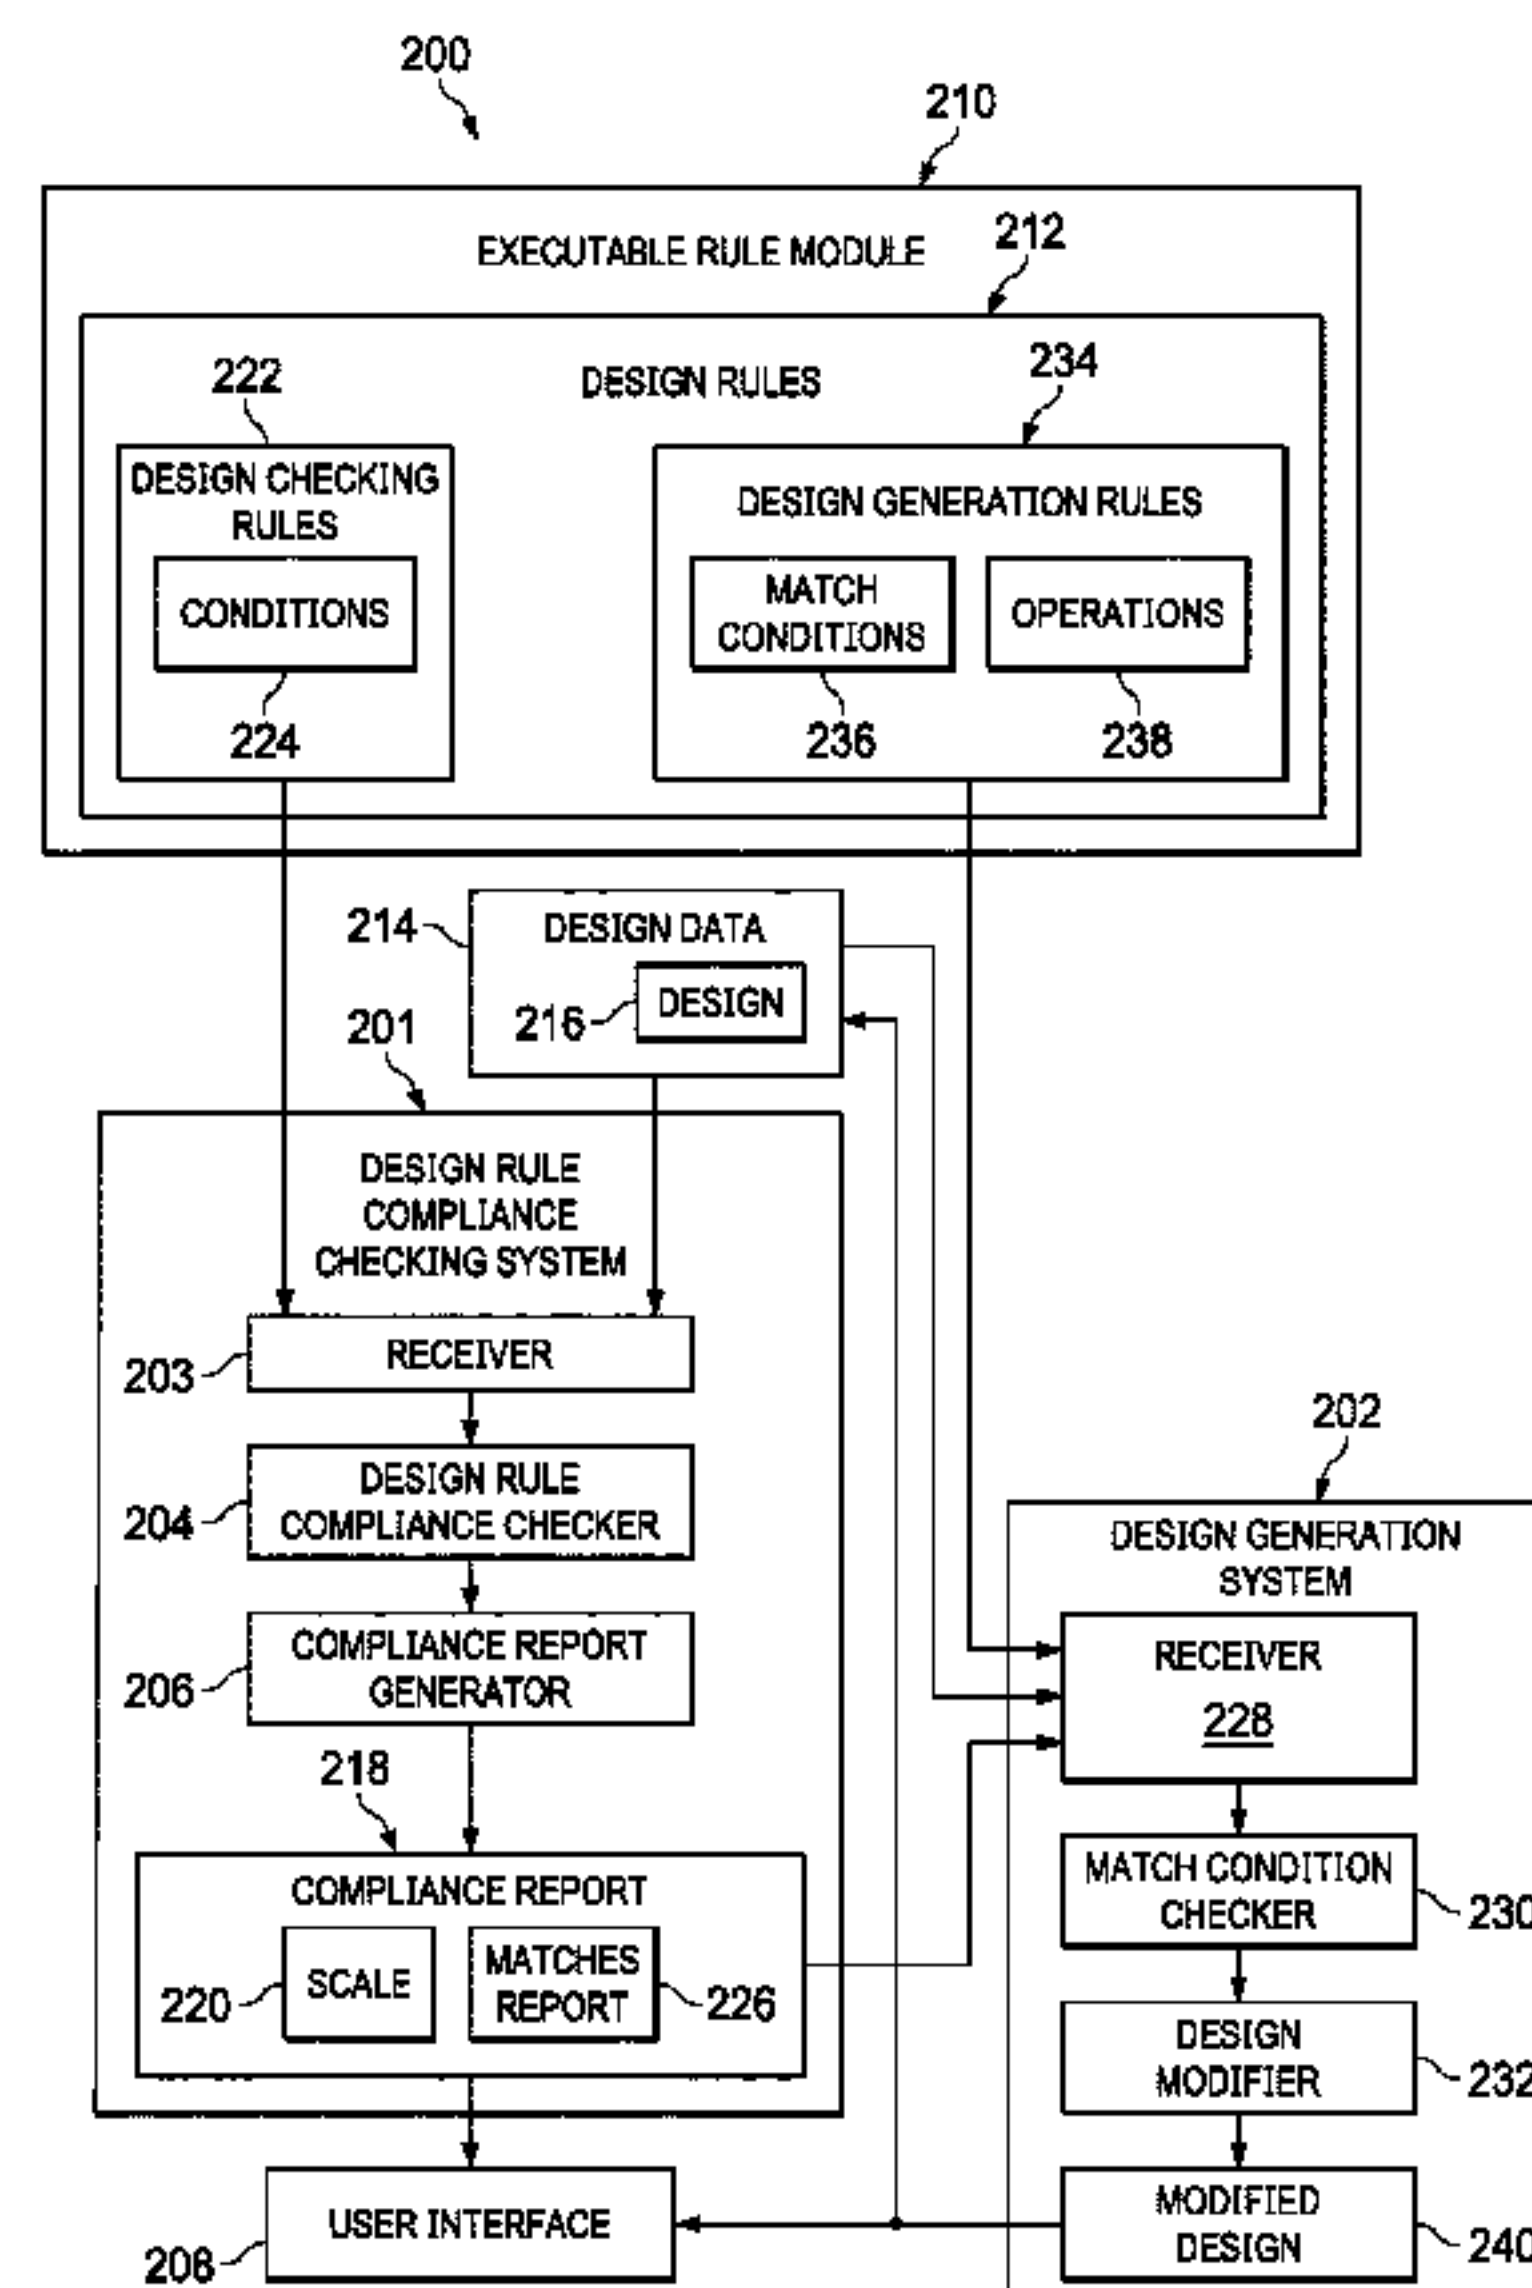 200
210
EXECUTABLE RULE MODULE
212
DESIGN RULES
222
234
DESIGN CHECKING
RULES
CONDITIONS
224
DESIGN GENERATION RULES
MATCH
CONDITIONS
236
OPERATIONS
238
214
DESIGN DATA
216
DESIGN
201
DESIGN RULE
COMPLIANCE
CHECKING SYSTEM
203
RECEIVER
204
DESIGN RULE
COMPLIANCE CHECKER
206
COMPLIANCE REPORT
GENERATOR
218
COMPLIANCE REPORT
220
SCALE
MATCHES
REPORT
226
208
USER INTERFACE
202
DESIGN GENERATION
SYSTEM
RECEIVER
228
MATCH CONDITION
CHECKER
230
DESIGN
MODIFIER
232
MODIFIED
DESIGN
240